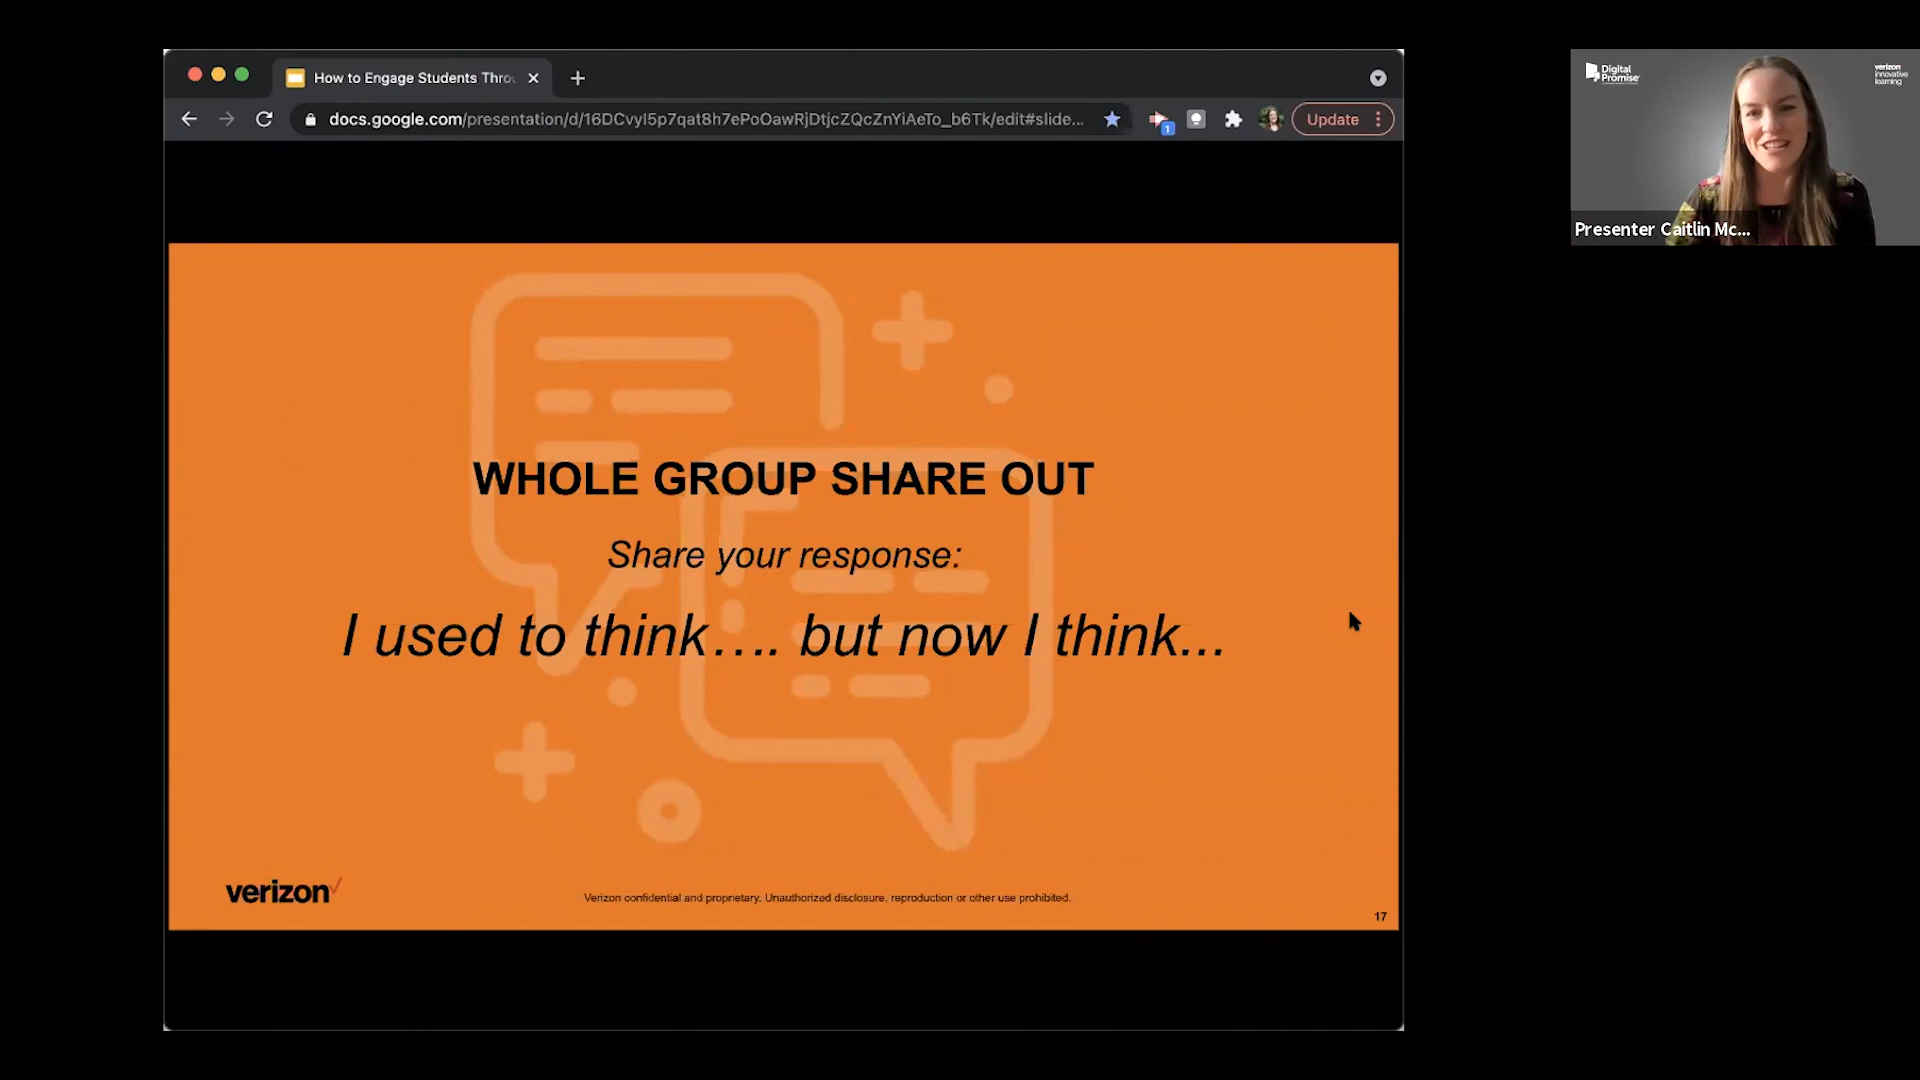 How to Engage Students Thro
docs.google.com/presentation/d/16DCvyI5p7qat8h7ePoOawRjDtjcZQcZnYiAeTo_b6Tk/edit#slide...
1
Update
Digital
Promise
verizon
innovative
learning
Presenter Caitlin Mc...
WHOLE GROUP SHARE OUT
Share your response:
I used to think.... but now I think...
verizon
Verizon confidential and proprietary. Unauthorized disclosure, reproduction or other use prohibited.
17